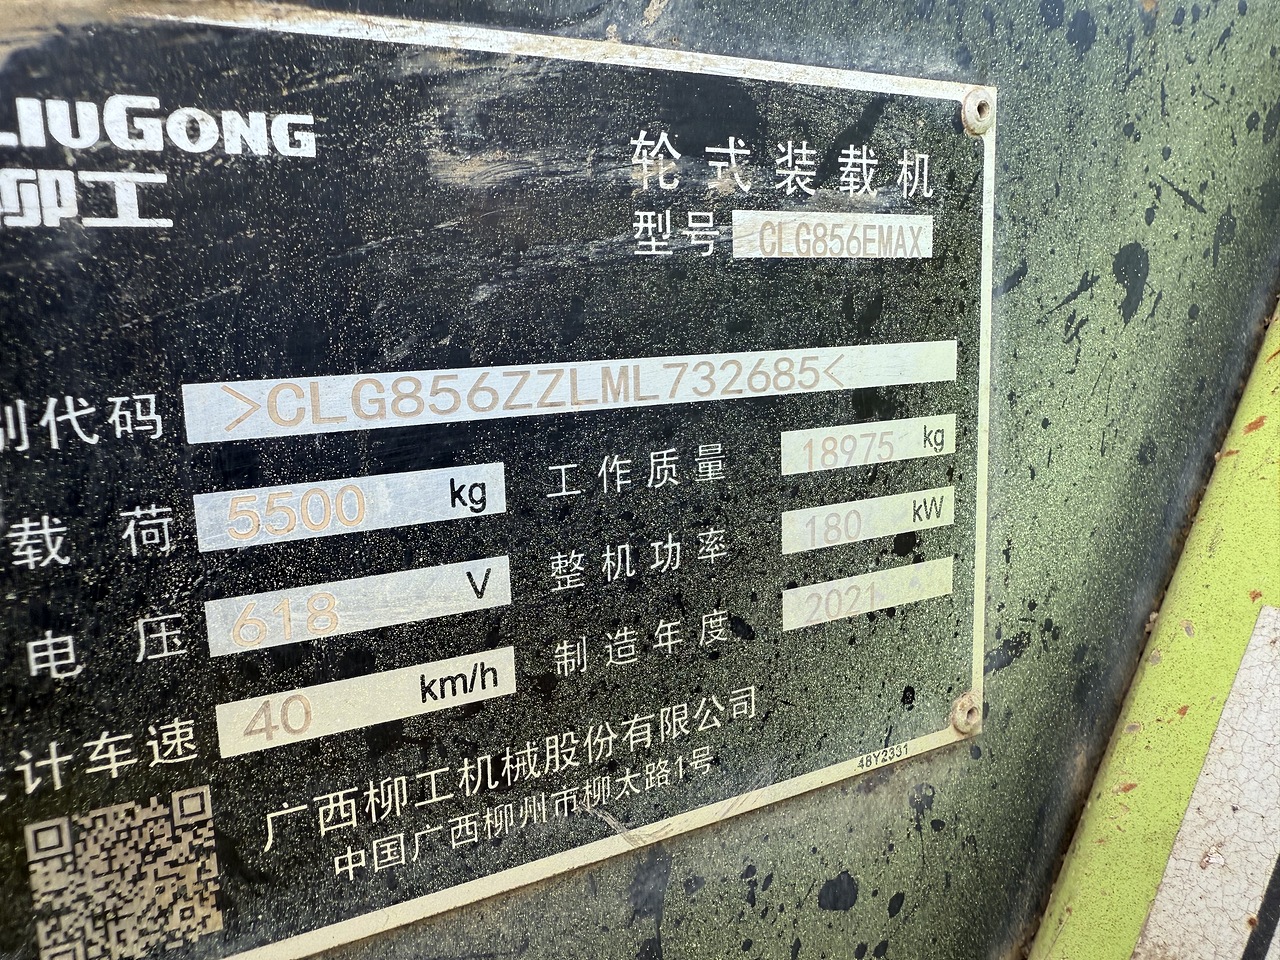 LIUGONG
柳工
轮式装载机
型号 CLG856EMAX
别代码 >CLG856ZZLML732685<
载荷 5500 kg 工作质量 18975 kg
电压 618 V 整机功率 180 kW
计车速 40 km/h 制造年度 2021
广西柳工机械股份有限公司
中国广西柳州市柳太路1号
48Y2331